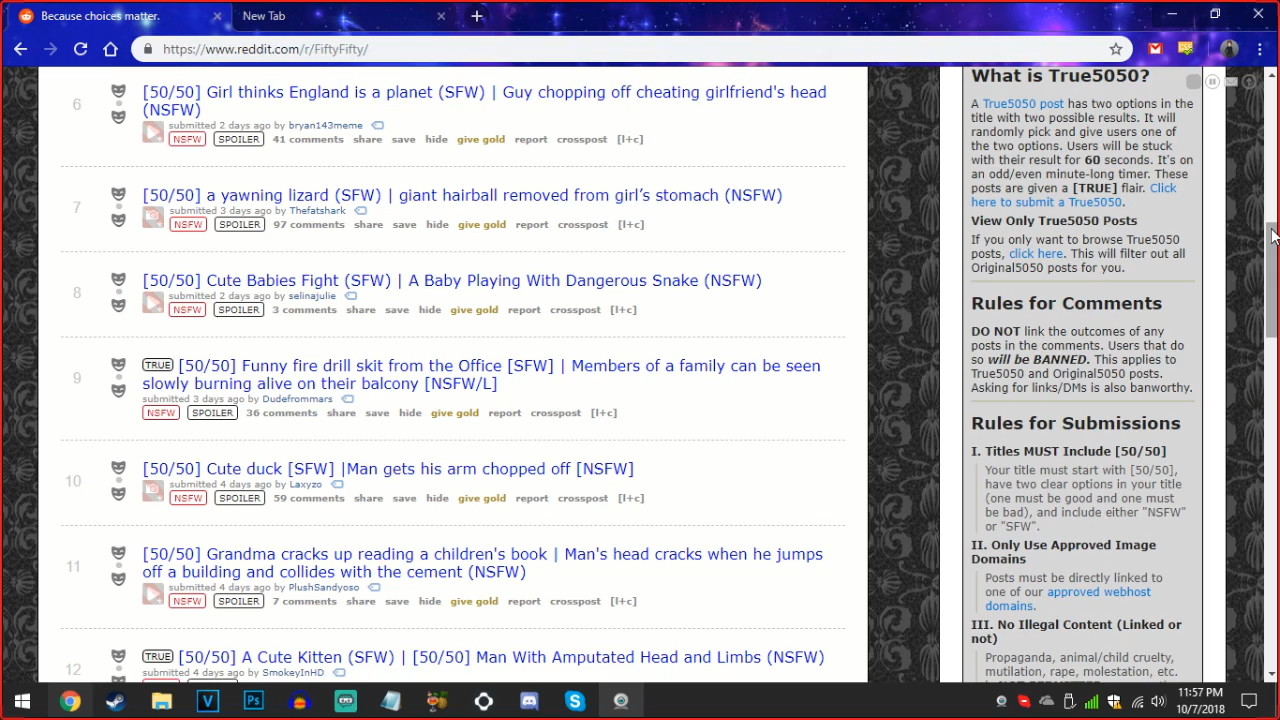 Because choices matter.
New Tab
https://www.reddit.com/r/FiftyFifty/
6
[50/50] Girl thinks England is a planet (SFW) | Guy chopping off cheating girlfriend's head
(NSFW)
submitted 2 days ago by bryan143meme
NSFW SPOILER 41 comments share save hide give gold report crosspost [l+c]
7
[50/50] a yawning lizard (SFW) | giant hairball removed from girl’s stomach (NSFW)
submitted 3 days ago by Thefatshark
NSFW SPOILER 97 comments share save hide give gold report crosspost [l+c]
8
[50/50] Cute Babies Fight (SFW) | A Baby Playing With Dangerous Snake (NSFW)
submitted 2 days ago by selinajulie
NSFW SPOILER 3 comments share save hide give gold report crosspost [l+c]
9
TRUE [50/50] Funny fire drill skit from the Office [SFW] | Members of a family can be seen
slowly burning alive on their balcony [NSFW/L]
submitted 3 days ago by Dudefrommars
NSFW SPOILER 36 comments share save hide give gold report crosspost [l+c]
10
[50/50] Cute duck [SFW] |Man gets his arm chopped off [NSFW]
submitted 4 days ago by Laxyzo
NSFW SPOILER 59 comments share save hide give gold report crosspost [l+c]
11
[50/50] Grandma cracks up reading a children's book | Man's head cracks when he jumps
off a building and collides with the cement (NSFW)
submitted 4 days ago by PlushSandyoso
NSFW SPOILER 7 comments share save hide give gold report crosspost [l+c]
12
TRUE [50/50] A Cute Kitten (SFW) | [50/50] Man With Amputated Head and Limbs (NSFW)
submitted 4 days ago by SmokeyInHD
What is True5050?
A True5050 post has two options in the
title with two possible results. It will
randomly pick and give users one of
the two options. Users will be stuck
with their result for 60 seconds. It's on
an odd/even minute-long timer. These
posts are given a [TRUE] flair. Click
here to submit a True5050.
View Only True5050 Posts
If you only want to browse True5050
posts, click here. This will filter out all
Original5050 posts for you.
Rules for Comments
DO NOT link the outcomes of any
posts in the comments. Users that do
so will be BANNED. This applies to
True5050 and Original5050 posts.
Asking for links/DMs is also banworthy.
Rules for Submissions
I. Titles MUST Include [50/50]
Your title must start with [50/50],
have two clear options in your title
(one must be good and one must
be bad), and include either "NSFW"
or "SFW".
II. Only Use Approved Image
Domains
Posts must be directly linked to
one of our approved webhost
domains.
III. No Illegal Content (Linked or
not)
Propaganda, animal/child cruelty,
mutilation, rape, molestation, etc.
11:57 PM
10/7/2018